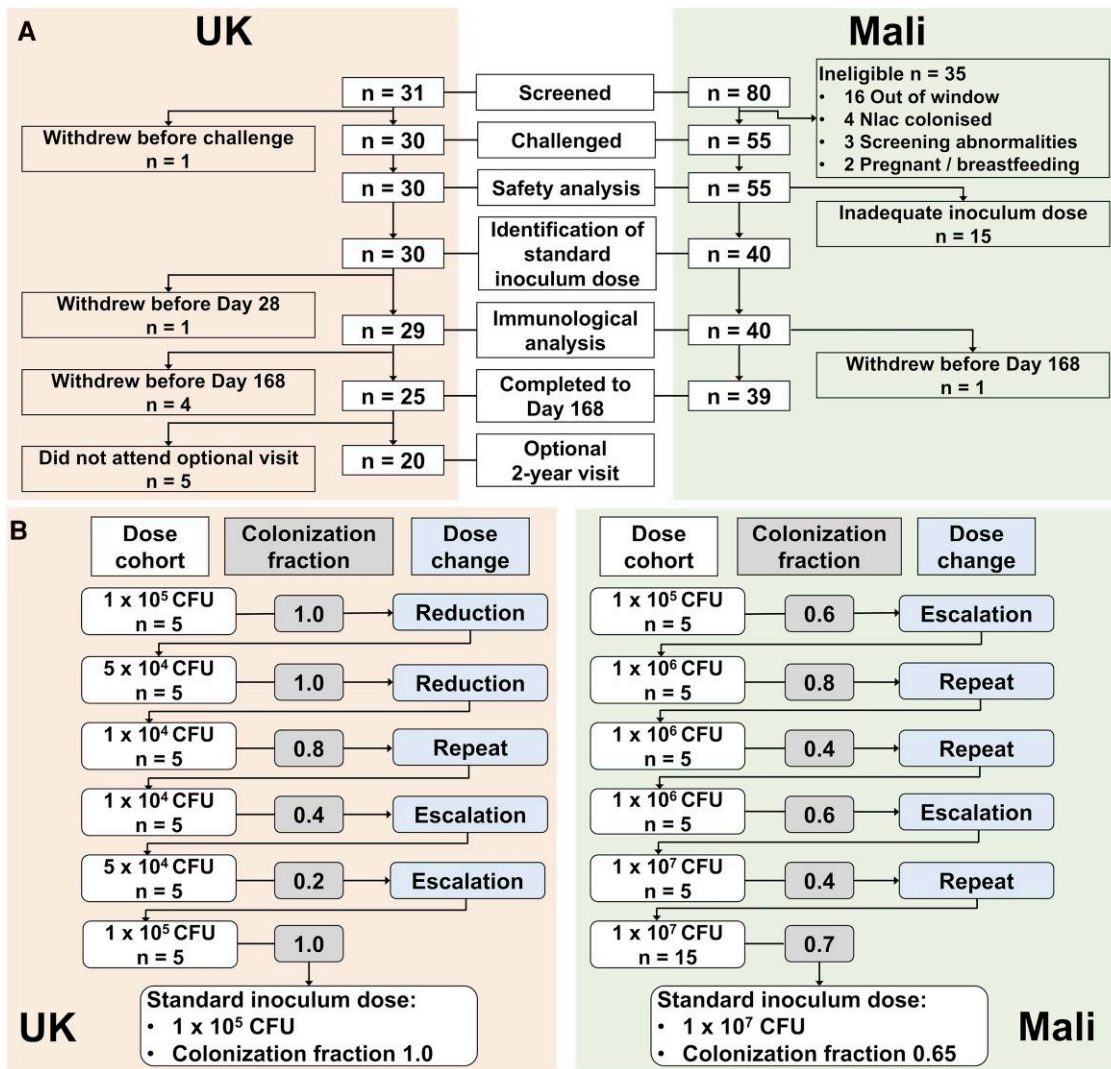 A
UK
Mali
n = 31
Screened
n = 80
Ineligible n = 35
• 16 Out of window
• 4 Nlac colonised
• 3 Screening abnormalities
• 2 Pregnant / breastfeeding
Withdrew before challenge
n = 1
n = 30
Challenged
n = 55
n = 30
Safety analysis
n = 55
Inadequate inoculum dose
n = 15
n = 30
Identification of
standard
inoculum dose
n = 40
Withdrew before Day 28
n = 1
n = 29
Immunological
analysis
n = 40
Withdrew before Day 168
n = 1
Withdrew before Day 168
n = 4
n = 25
Completed to
Day 168
n = 39
Did not attend optional visit
n = 5
n = 20
Optional
2-year visit
B
Dose
cohort
Colonization
fraction
Dose
change
1 x 10⁵ CFU
n = 5
1.0
Reduction
5 x 10⁴ CFU
n = 5
1.0
Reduction
1 x 10⁴ CFU
n = 5
0.8
Repeat
1 x 10⁴ CFU
n = 5
0.4
Escalation
5 x 10⁴ CFU
n = 5
0.2
Escalation
1 x 10⁵ CFU
n = 5
1.0
Standard inoculum dose:
• 1 x 10⁵ CFU
• Colonization fraction 1.0
UK
Dose
cohort
Colonization
fraction
Dose
change
1 x 10⁵ CFU
n = 5
0.6
Escalation
1 x 10⁶ CFU
n = 5
0.8
Repeat
1 x 10⁶ CFU
n = 5
0.4
Repeat
1 x 10⁶ CFU
n = 5
0.6
Escalation
1 x 10⁷ CFU
n = 5
0.4
Repeat
1 x 10⁷ CFU
n = 15
0.7
Standard inoculum dose:
• 1 x 10⁷ CFU
• Colonization fraction 0.65
Mali